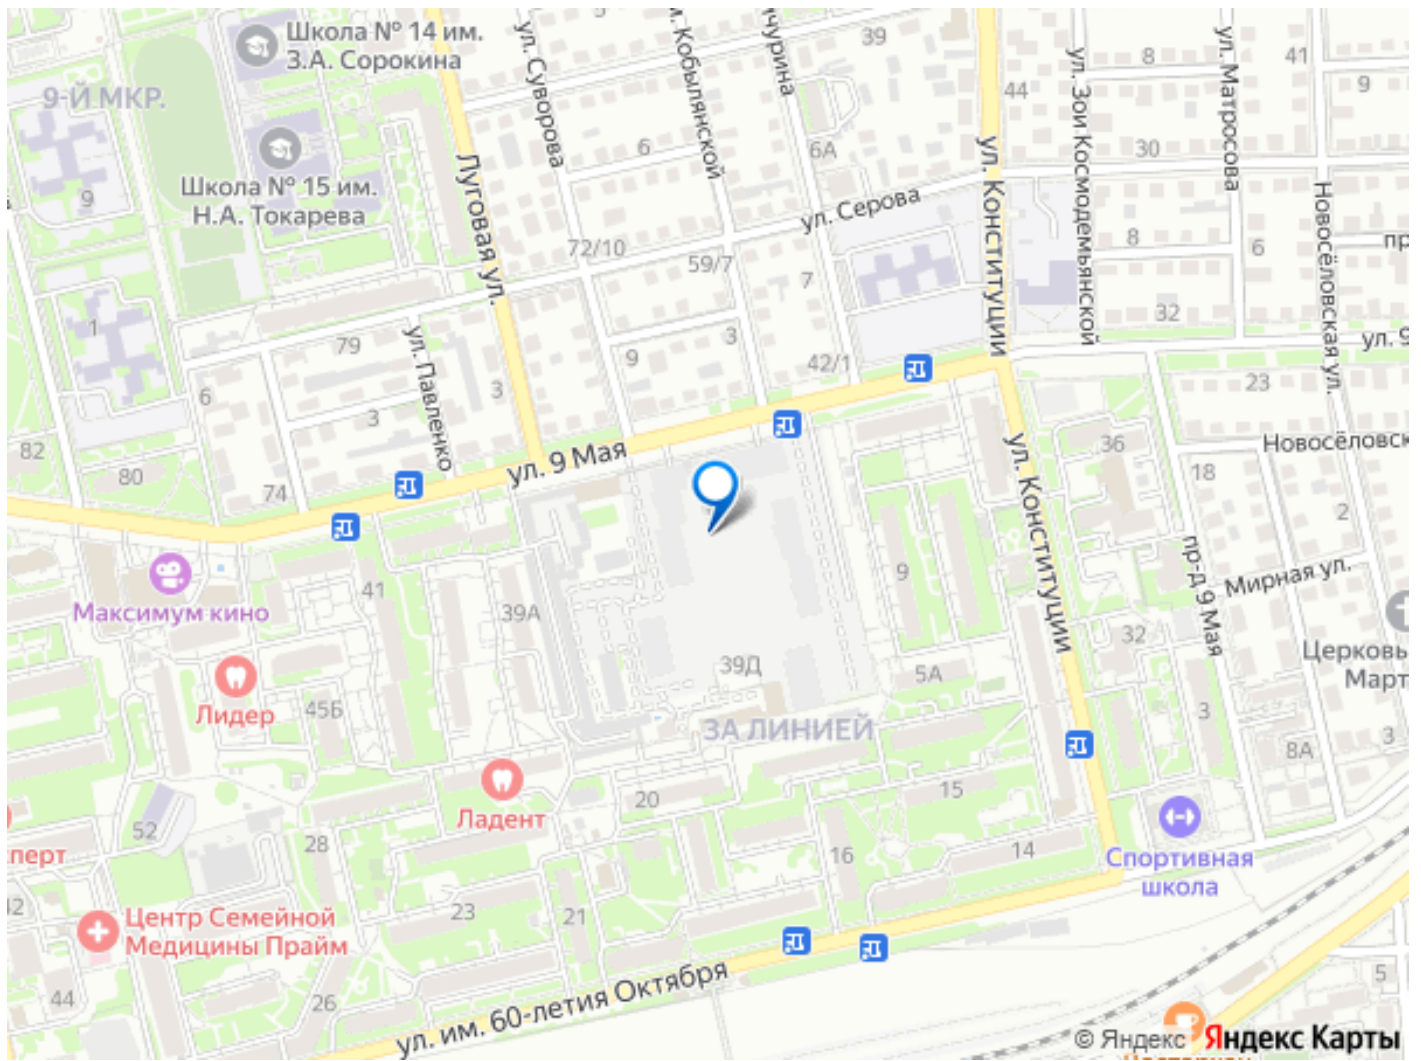 Школа № 14 им.
З.А. Сорокина
9-Й МКР.
Школа № 15 им.
Н.А. Токарева
9
1
ул. Суворова
м. Кобылянской
чурина
39
6
6А
44
ул. Конституции
ул. Зои Космодемьянской
ул. Матросова
8
41
9
30
Новосёловская ул.
8
6
пр
32
ул. 9
23
Луговая ул.
ул. Серова
72/10
59/7
7
3
9
42/1
79
ул. Павленко
3
3
6
82
80
74
ул. 9 Мая
36
18
Новосёловск
2
ул. Конституции
пр-д 9 Мая
Мирная ул.
Максимум кино
41
39А
9
32
Церковь
Март
39Д
5А
Лидер
45Б
ЗА ЛИНИЕЙ
3
8А
3
Ладент
20
15
52
28
16
14
Спортивная
школа
сперт
42
Центр Семейной
Медицины Прайм
23
21
44
26
ул. им. 60-летия Октября
5
© Яндекс Яндекс Карты